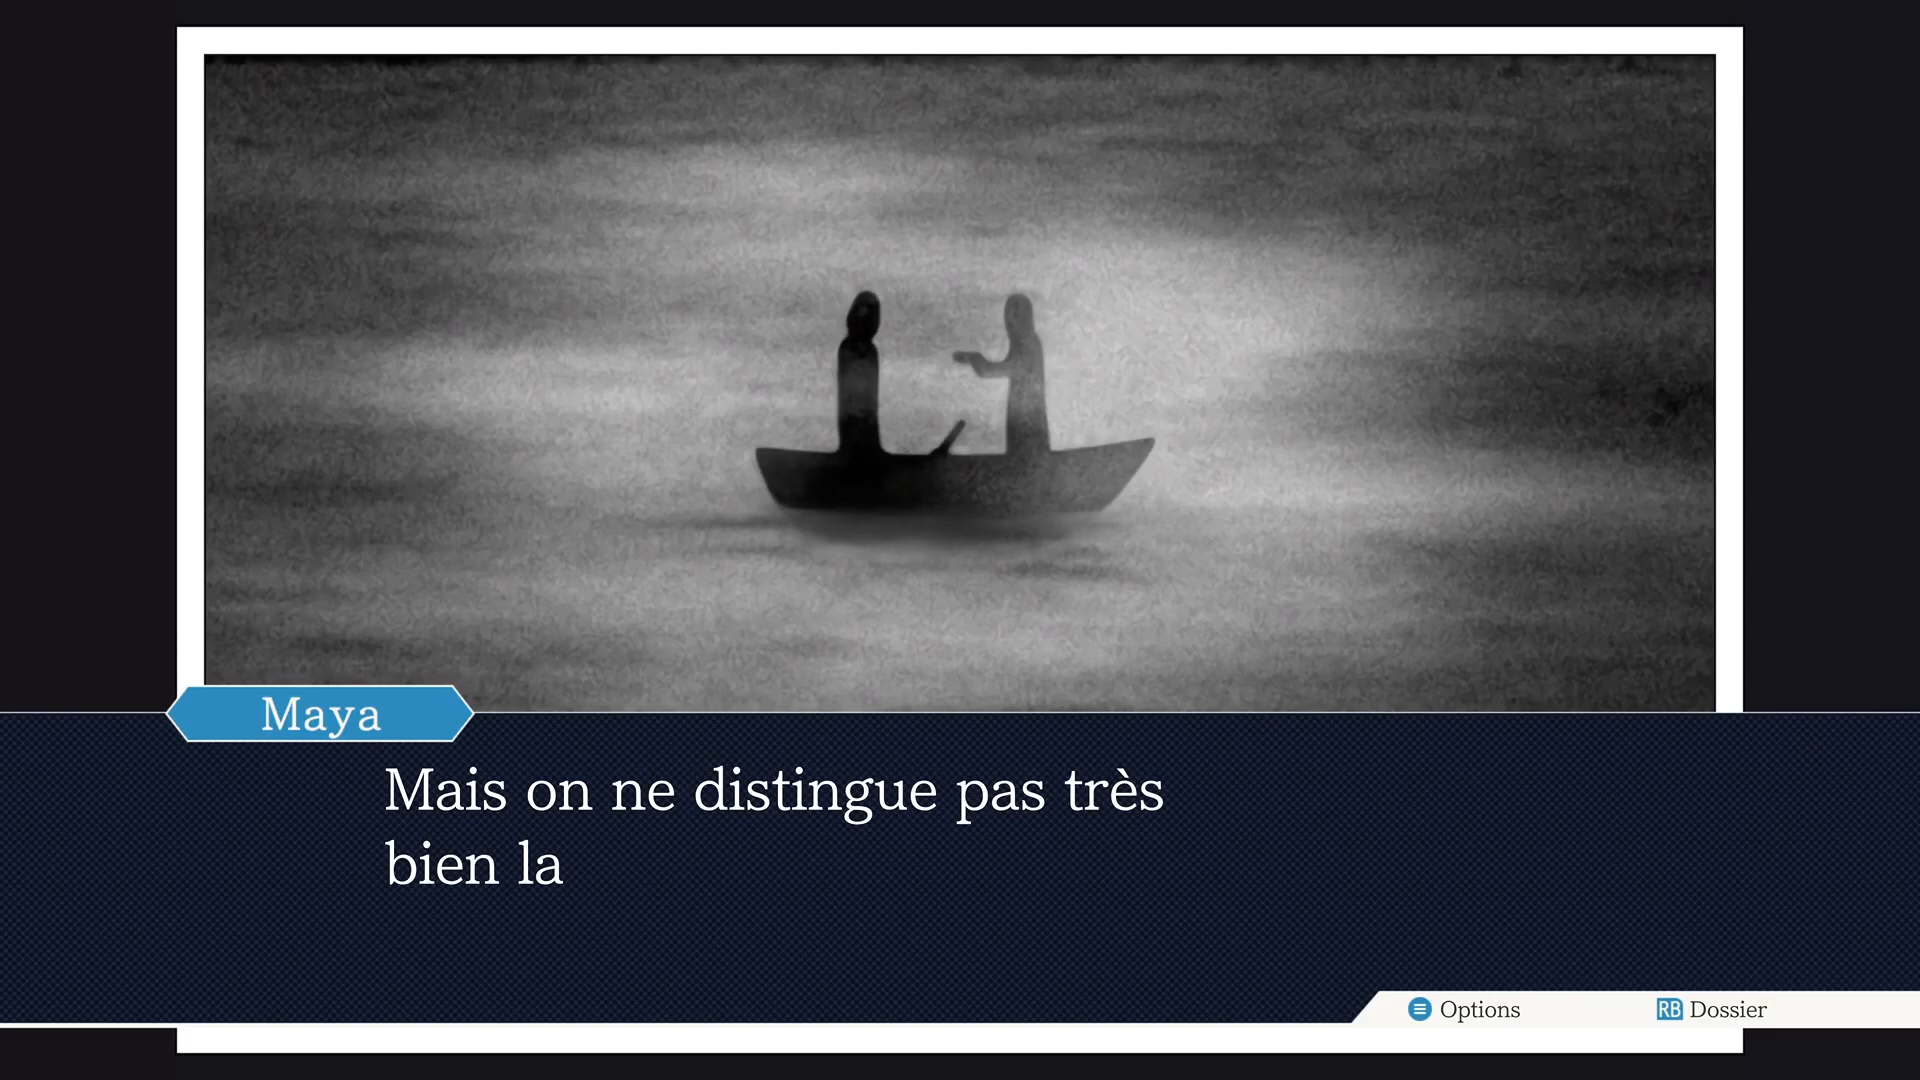 Maya
Mais on ne distingue pas très
bien la
Options
RB Dossier